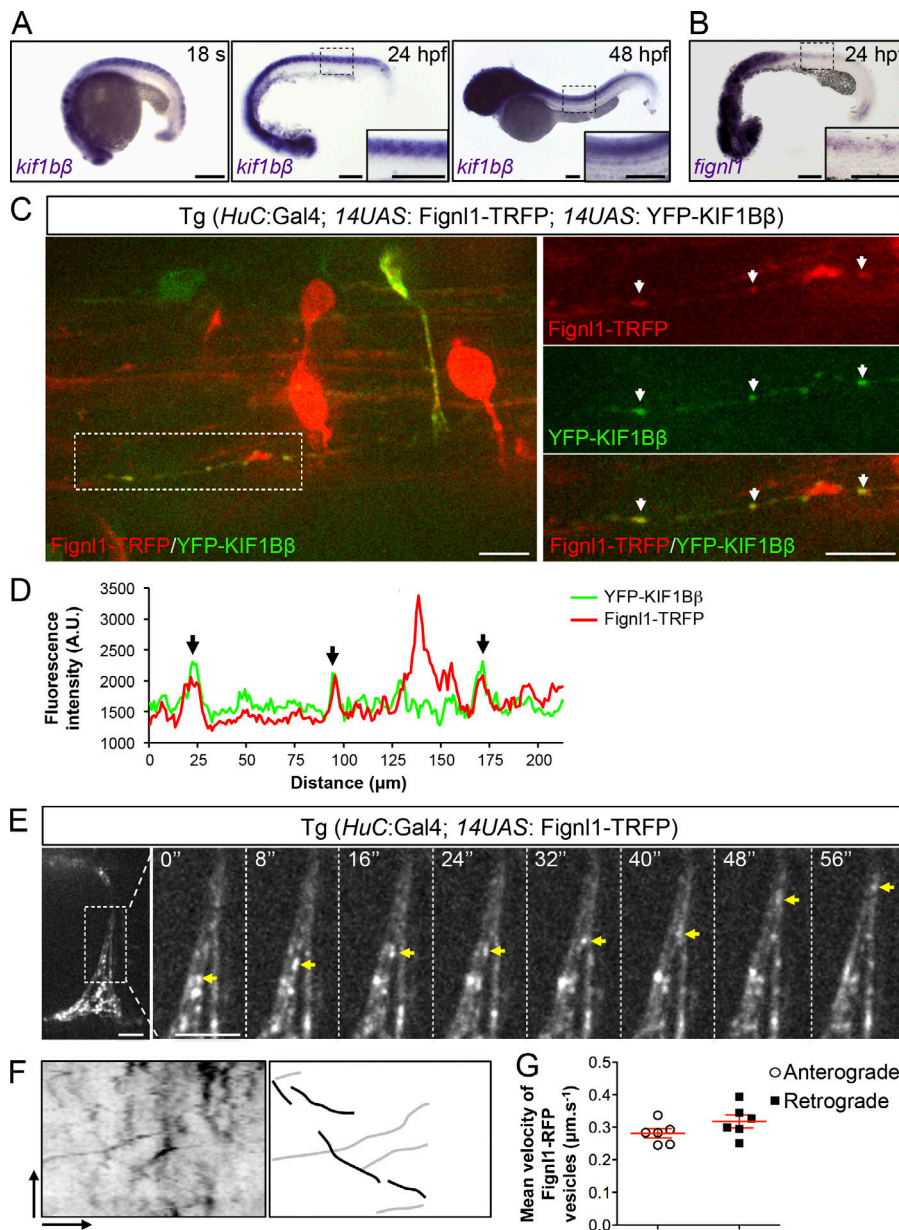 A
B
18 s
24 hpf
48 hpf
24 hpf
kif1bβ
kif1bβ
kif1bβ
fignl1
C
Tg (HuC:Gal4; 14UAS: Fignl1-TRFP; 14UAS: YFP-KIF1Bβ)
Fignl1-TRFP
YFP-KIF1Bβ
Fignl1-TRFP/YFP-KIF1Bβ
Fignl1-TRFP/YFP-KIF1Bβ
D
Fluorescence intensity (A.U.)
3500
3000
2500
2000
1500
1000
0 25 50 75 100 125 150 175 200
Distance (µm)
YFP-KIF1Bβ
Fignl1-TRFP
E
Tg (HuC:Gal4; 14UAS: Fignl1-TRFP)
0’’ 8’’ 16’’ 24’’ 32’’ 40’’ 48’’ 56’’
F
G
Mean velocity of
Fignl1-RFP
vesicles (µm.s⁻¹)
0.5
0.4
0.3
0.2
0.1
0.0
Anterograde
Retrograde